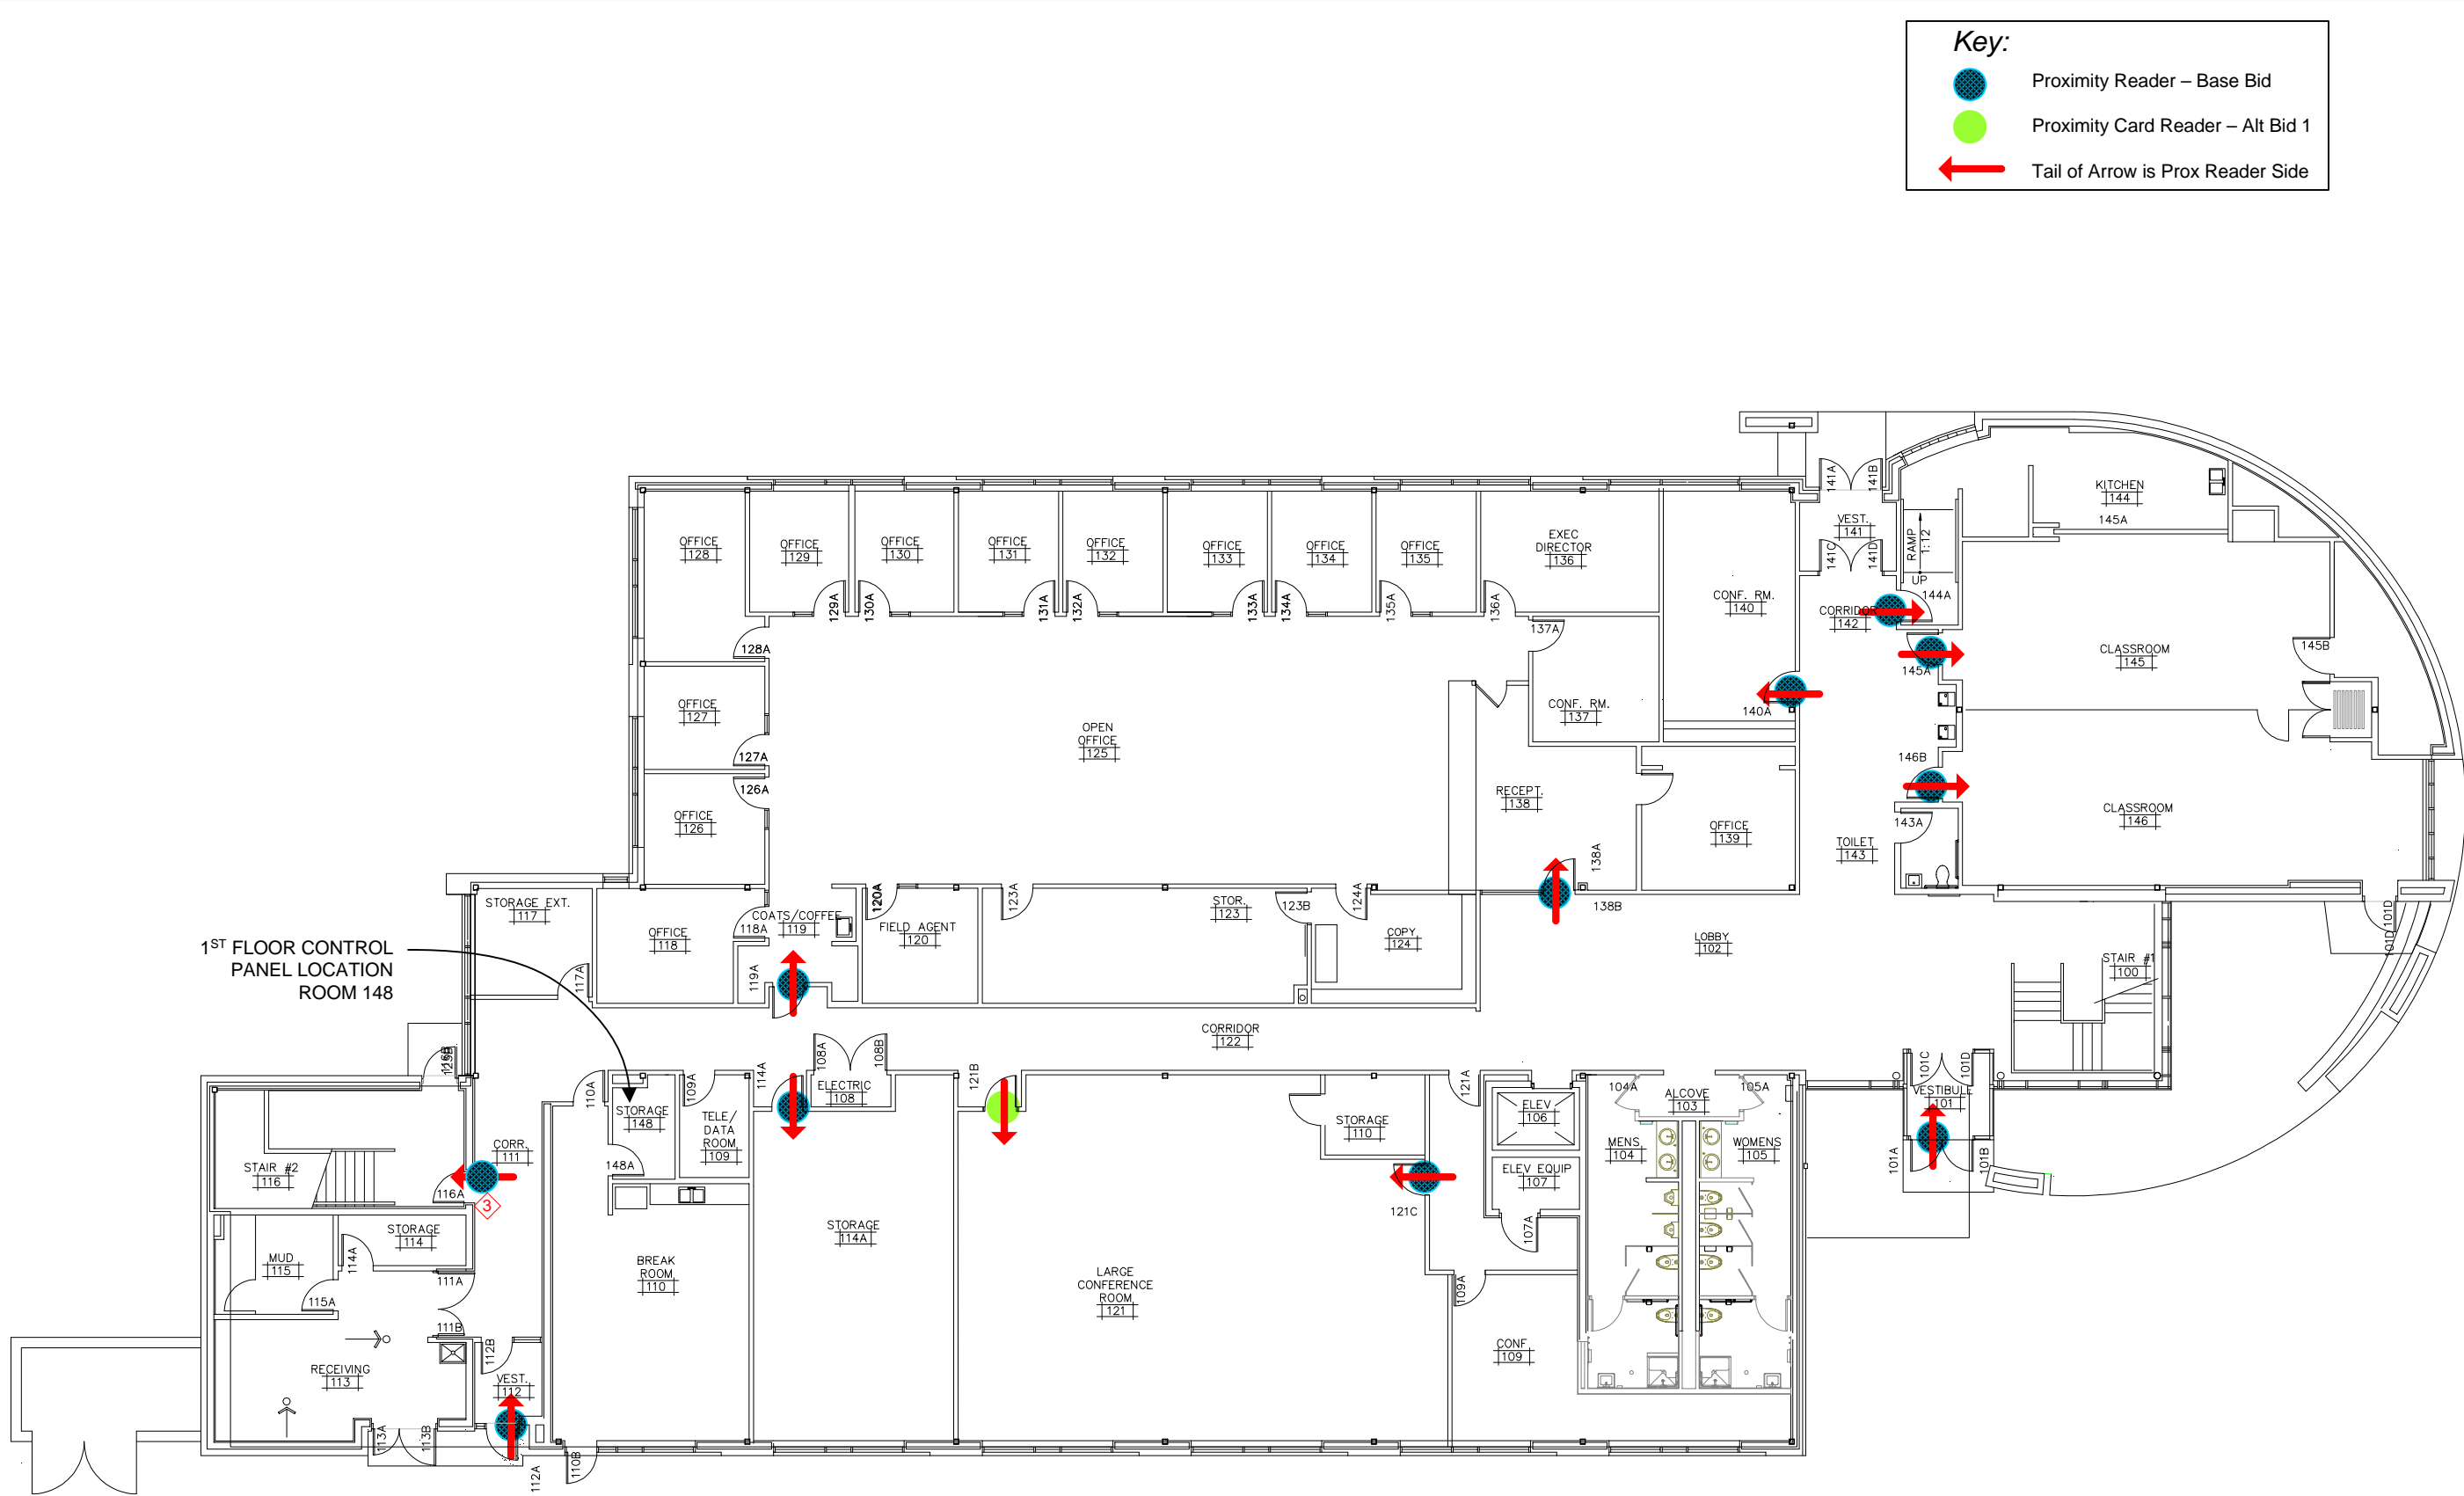 Key:
Proximity Reader – Base Bid
Proximity Card Reader – Alt Bid 1
Tail of Arrow is Prox Reader Side
141A
141B
KITCHEN
144
145A
VEST.
141
RAMP
1:12
UP
141C
141D
OFFICE
128
OFFICE
129
OFFICE
130
OFFICE
131
OFFICE
132
OFFICE
133
OFFICE
134
OFFICE
135
EXEC
DIRECTOR
136
CONF. RM.
140
129A
130A
131A
132A
133A
134A
135A
136A
137A
144A
CORRIDOR
142
128A
145A
CLASSROOM
145
145B
OFFICE
127
OPEN
OFFICE
125
CONF. RM.
137
140A
127A
146B
126A
OFFICE
126
RECEPT.
138
OFFICE
139
CLASSROOM
146
143A
TOILET
143
138A
138B
STORAGE EXT.
117
OFFICE
118
118A
COATS/COFFEE
119
120A
FIELD AGENT
120
123A
STOR.
123
123B
124A
COPY
124
LOBBY
102
101D
101D
STAIR #1
100
1ST FLOOR CONTROL
PANEL LOCATION
ROOM 148
117A
119A
CORRIDOR
122
108A
108B
110A
STORAGE
148
109A
TELE/
DATA
ROOM
109
114A
ELECTRIC
108
121B
121A
STORAGE
110
ELEV
106
104A
ALCOVE
103
105A
101C
101D
VESTIBULE
101
101A
101B
148A
MENS
104
WOMENS
105
ELEV EQUIP
107
107A
CORR.
111
STAIR #2
116
116A
3
121C
STORAGE
114
114A
MUD
115
115A
111A
111B
BREAK
ROOM
110
STORAGE
114A
LARGE
CONFERENCE
ROOM
121
109A
CONF.
109
RECEIVING
113
112B
VEST.
112
113A
113B
112A
110B